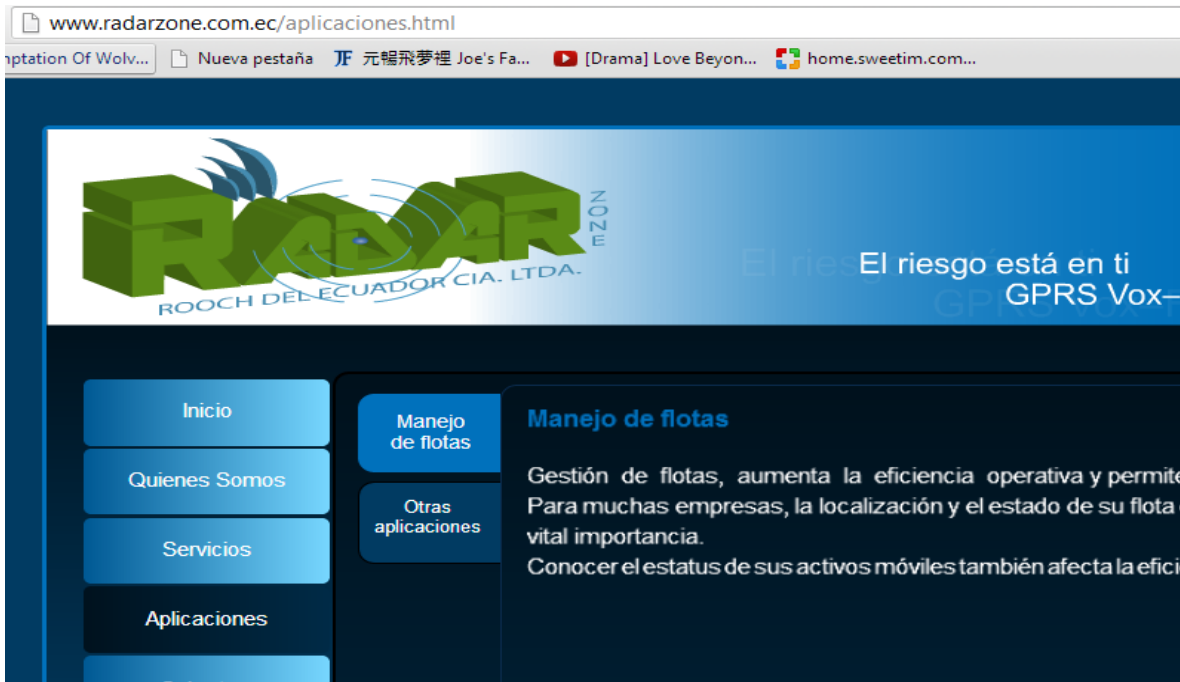 www.radarzone.com.ec/aplicaciones.html
nptation Of Wolv... Nueva pestaña JF 元暢飛夢裡 Joe's Fa... [Drama] Love Beyon... home.sweetim.com...
RADAR
ZONE
ROOCH DEL ECUADOR CIA. LTDA.
El riesgo está en ti
GPRS Vox–
Inicio
Quienes Somos
Servicios
Aplicaciones
Manejo
de flotas
Otras
aplicaciones
Manejo de flotas
Gestión de flotas, aumenta la eficiencia operativa y permite
Para muchas empresas, la localización y el estado de su flota
vital importancia.
Conocer el estatus de sus activos móviles también afecta la efici